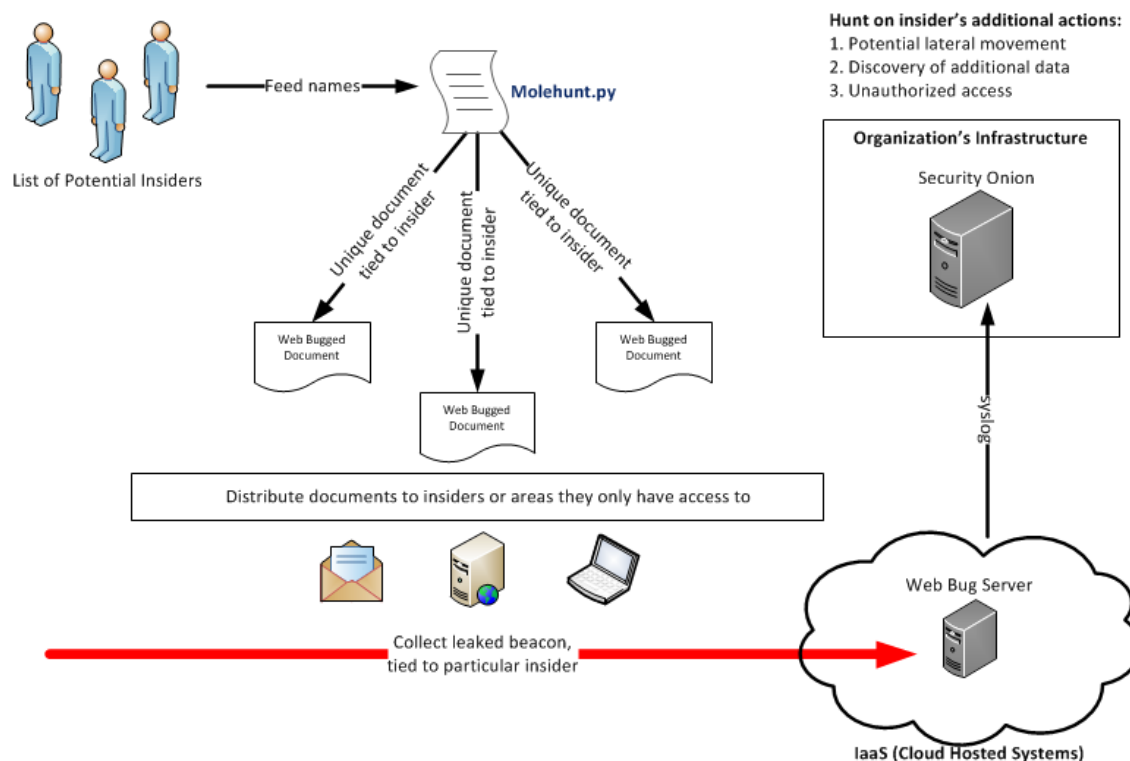 Hunt on insider's additional actions:
1. Potential lateral movement
2. Discovery of additional data
3. Unauthorized access
Feed names
Molehunt.py
List of Potential Insiders
Organization's Infrastructure
Security Onion
Unique document
tied to insider
Unique document
tied to insider
Unique document
tied to insider
Web Bugged
Document
Web Bugged
Document
Web Bugged
Document
syslog
Distribute documents to insiders or areas they only have access to
Web Bug Server
Collect leaked beacon,
tied to particular insider
IaaS (Cloud Hosted Systems)